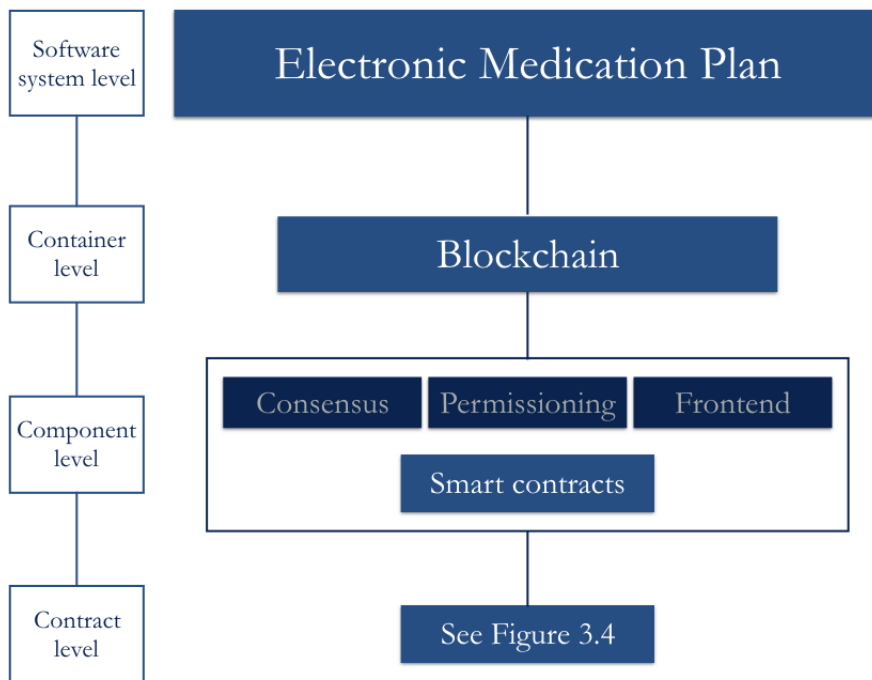 Software
system level
Electronic Medication Plan
Container
level
Blockchain
Component
level
Consensus
Permissioning
Frontend
Smart contracts
Contract
level
See Figure 3.4